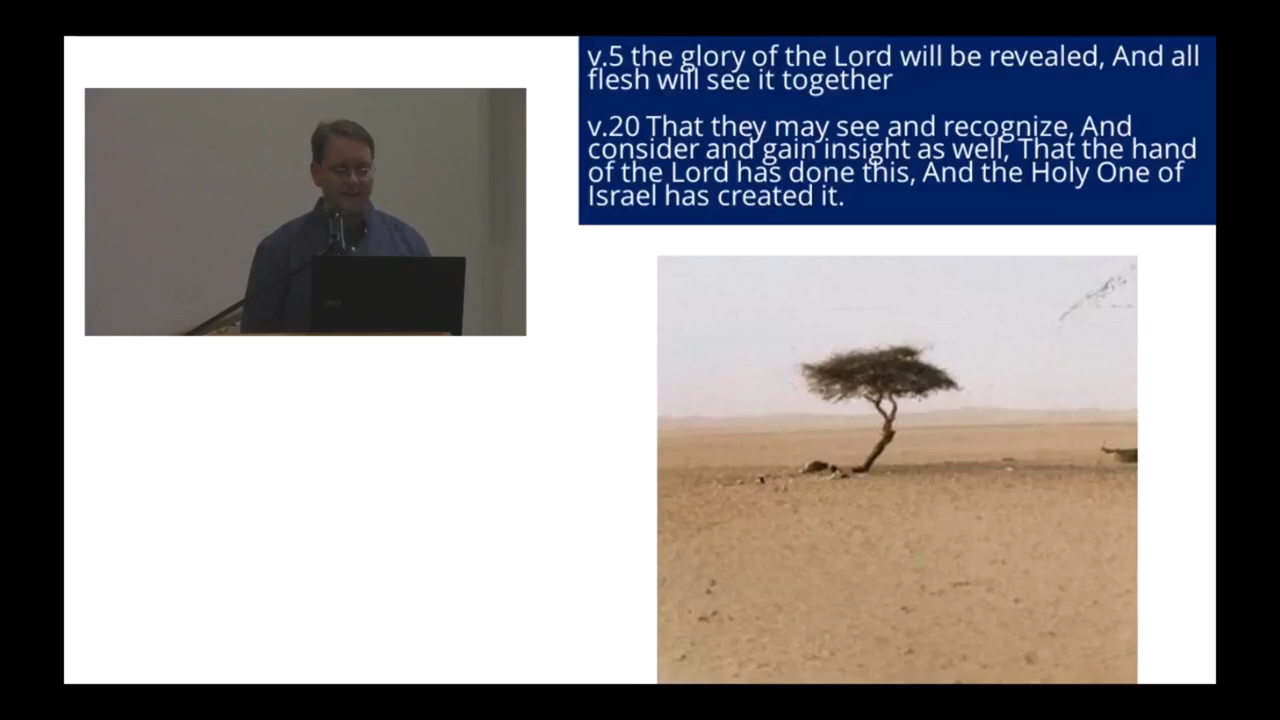 v.5 the glory of the Lord will be revealed, And all
flesh will see it together
v.20 That they may see and recognize, And
consider and gain insight as well, That the hand
of the Lord has done this, And the Holy One of
Israel has created it.
acer